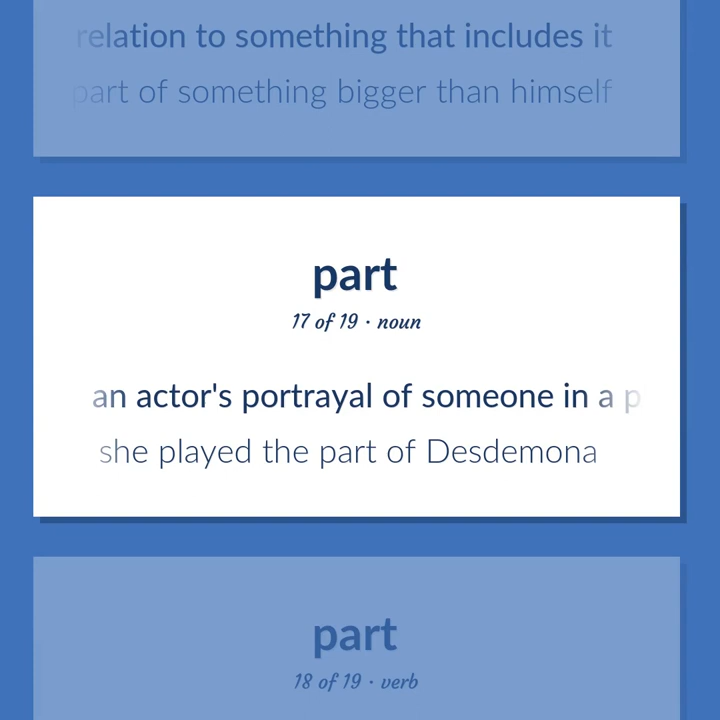 relation to something that includes it
part of something bigger than himself
part
17 of 19 · noun
an actor's portrayal of someone in a p
she played the part of Desdemona
part
18 of 19 · verb